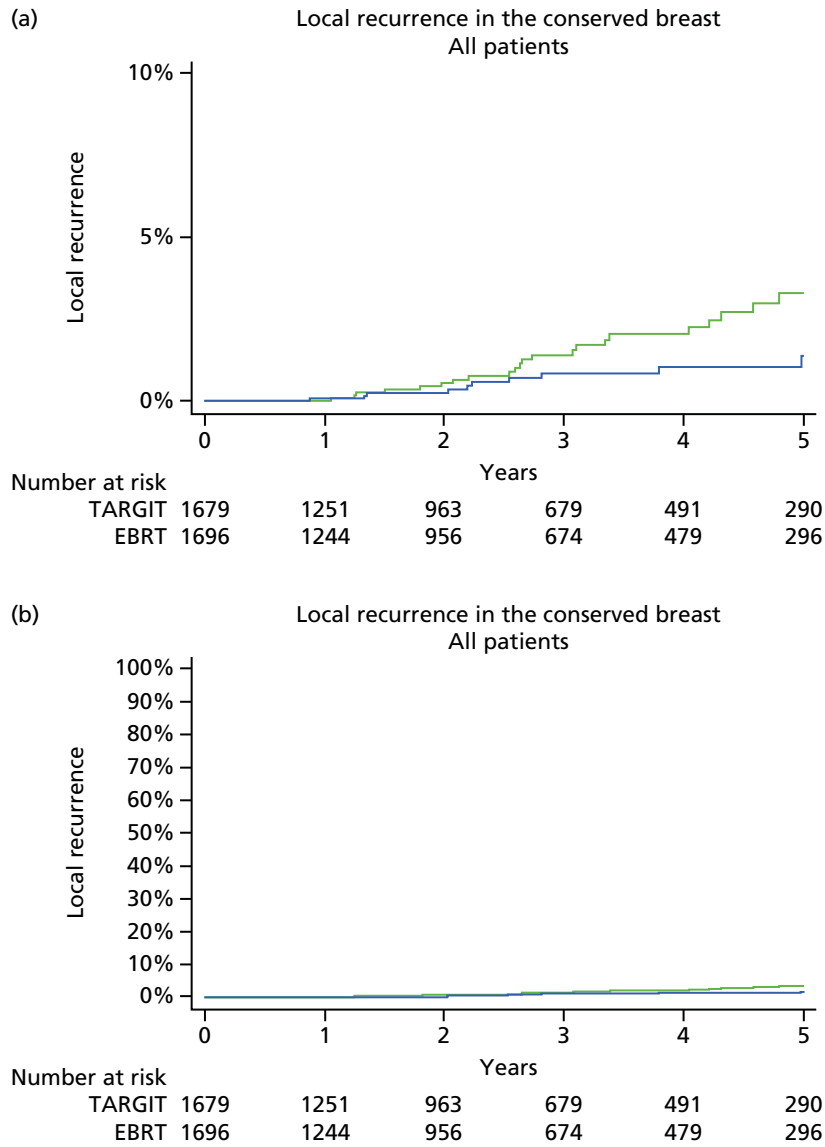 (a)
Local recurrence in the conserved breast
All patients
10%
5%
0%
Local recurrence
0 1 2 3 4 5
Years
Number at risk
TARGIT 1679 1251 963 679 491 290
EBRT 1696 1244 956 674 479 296
(b)
Local recurrence in the conserved breast
All patients
100%
90%
80%
70%
60%
50%
40%
30%
20%
10%
0%
Local recurrence
0 1 2 3 4 5
Years
Number at risk
TARGIT 1679 1251 963 679 491 290
EBRT 1696 1244 956 674 479 296